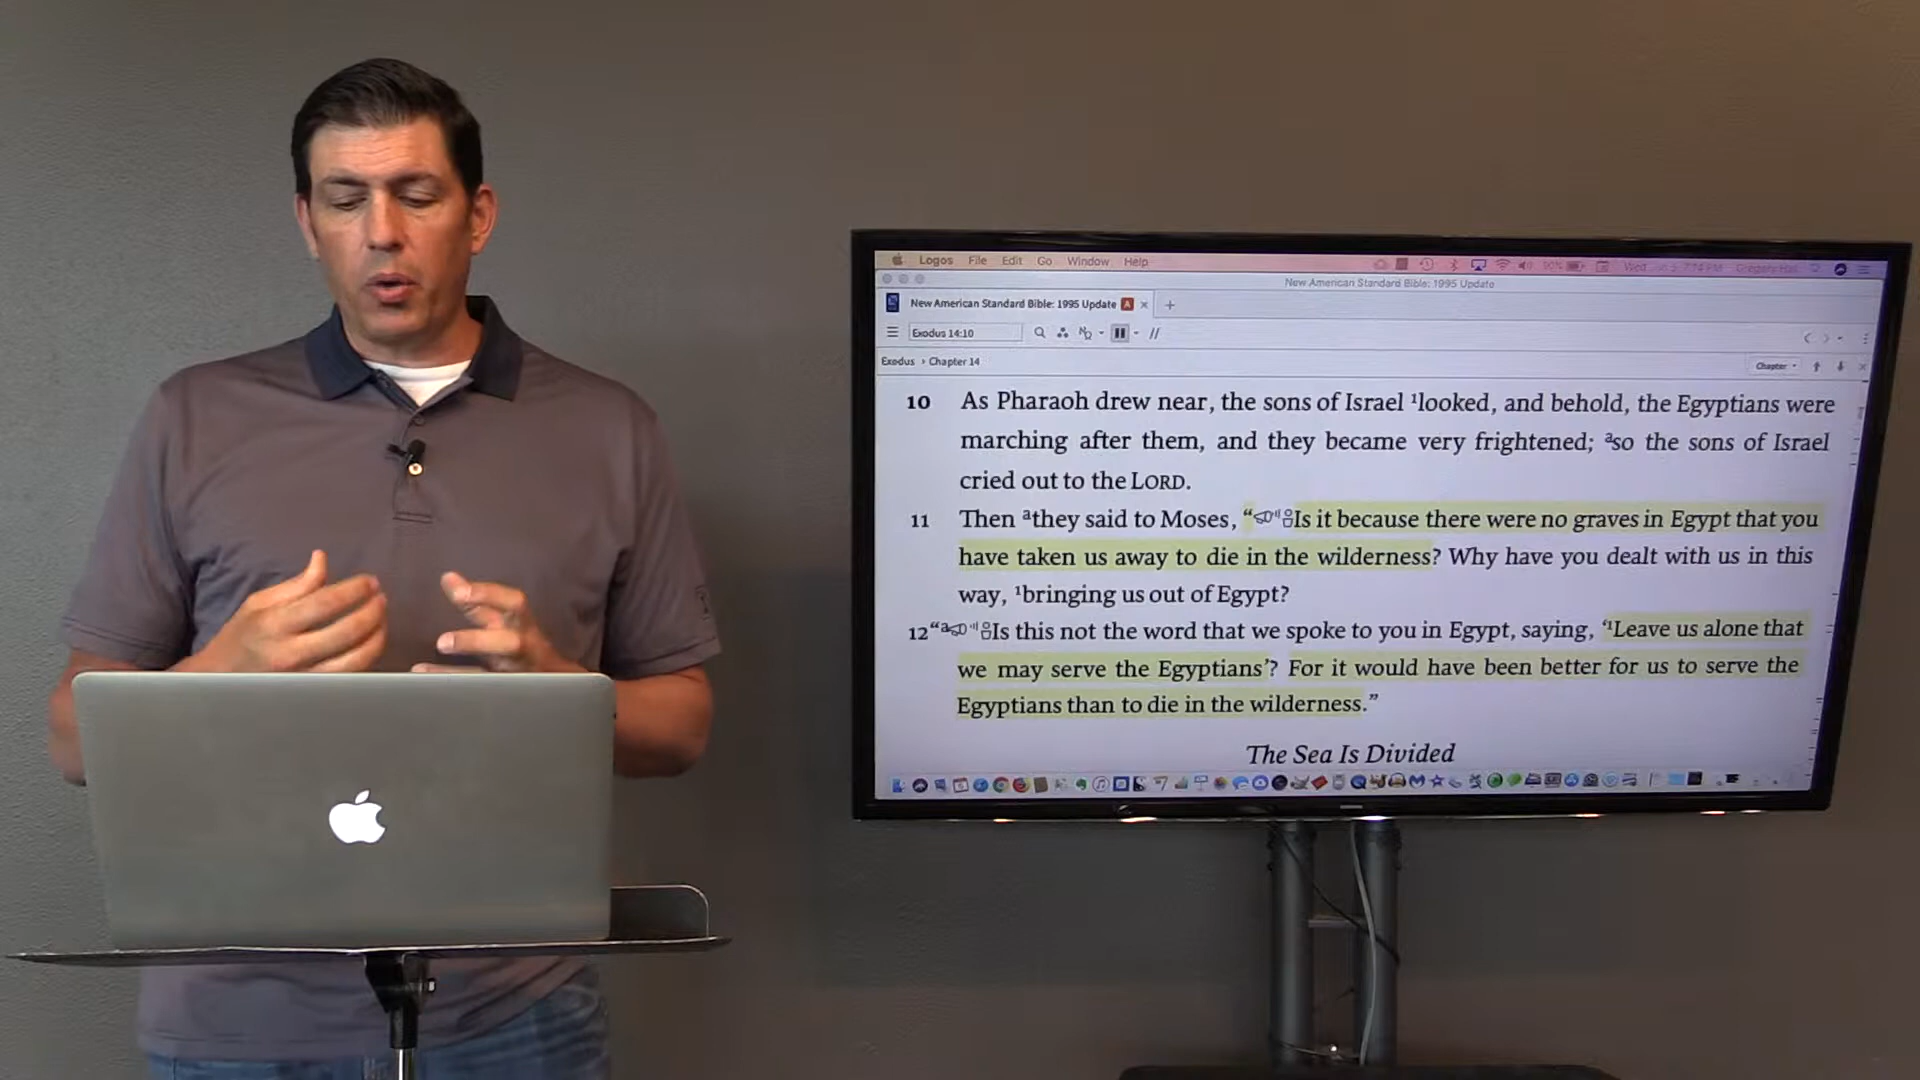 Logos File Edit Go Window Help
New American Standard Bible: 1995 Update
New American Standard Bible: 1995 Update A
Exodus 14:10
Exodus › Chapter 14
Chapter
10 As Pharaoh drew near, the sons of Israel ¹looked, and behold, the Egyptians were
marching after them, and they became very frightened; ᵃso the sons of Israel
cried out to the LORD.
11 Then ᵃthey said to Moses, “Is it because there were no graves in Egypt that you
have taken us away to die in the wilderness? Why have you dealt with us in this
way, ¹bringing us out of Egypt?
12 “ᵃIs this not the word that we spoke to you in Egypt, saying, ‘¹Leave us alone that
we may serve the Egyptians’? For it would have been better for us to serve the
Egyptians than to die in the wilderness.”
The Sea Is Divided